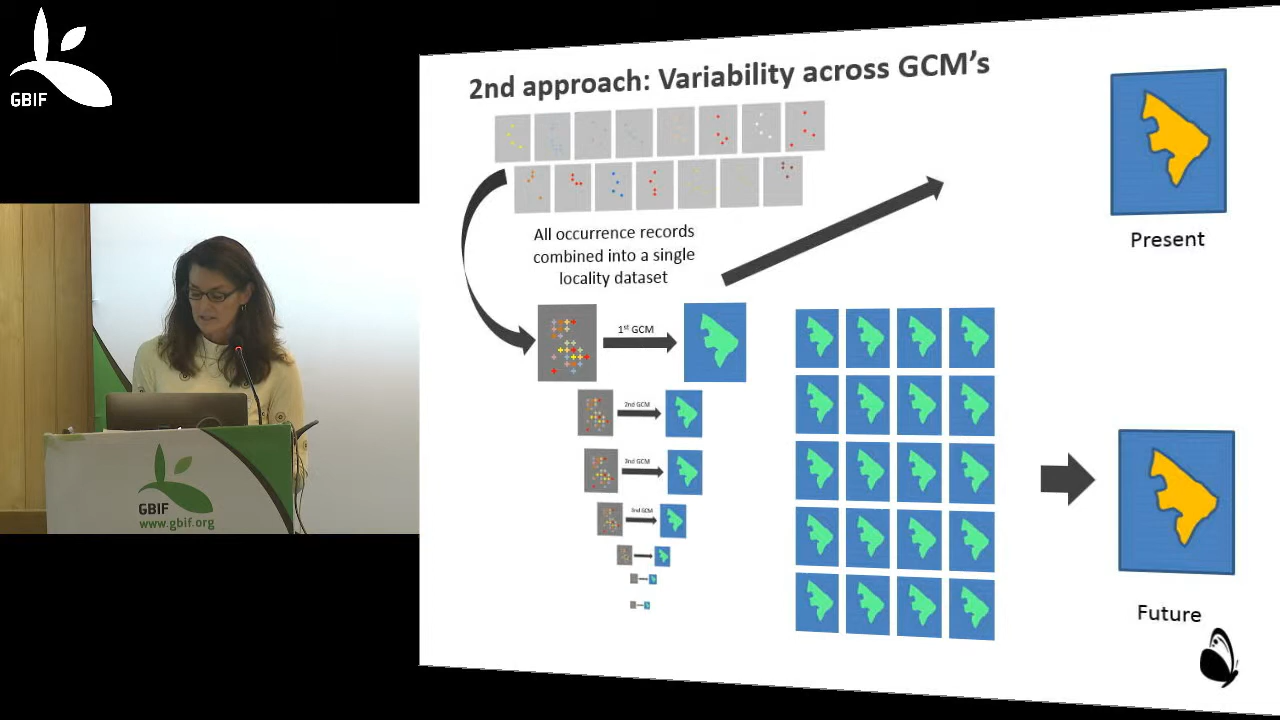 GBIF
2nd approach: Variability across GCM's
All occurrence records
combined into a single
locality dataset
1st GCM
2nd GCM
3nd GCM
Present
Future
GBIF
www.gbif.org